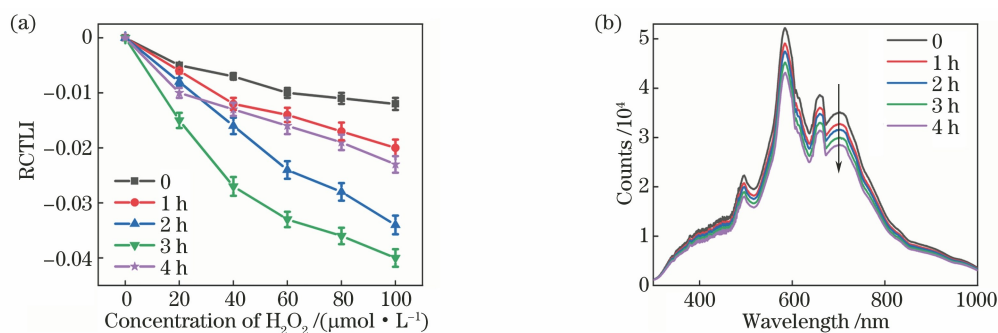 (a)
0
−0.01
−0.02
−0.03
−0.04
RCTLI
0
1 h
2 h
3 h
4 h
0 20 40 60 80 100
Concentration of H₂O₂ /(μmol · L⁻¹)
(b)
5
4
3
2
1
0
Counts /10⁴
0
1 h
2 h
3 h
4 h
400 600 800 1000
Wavelength /nm